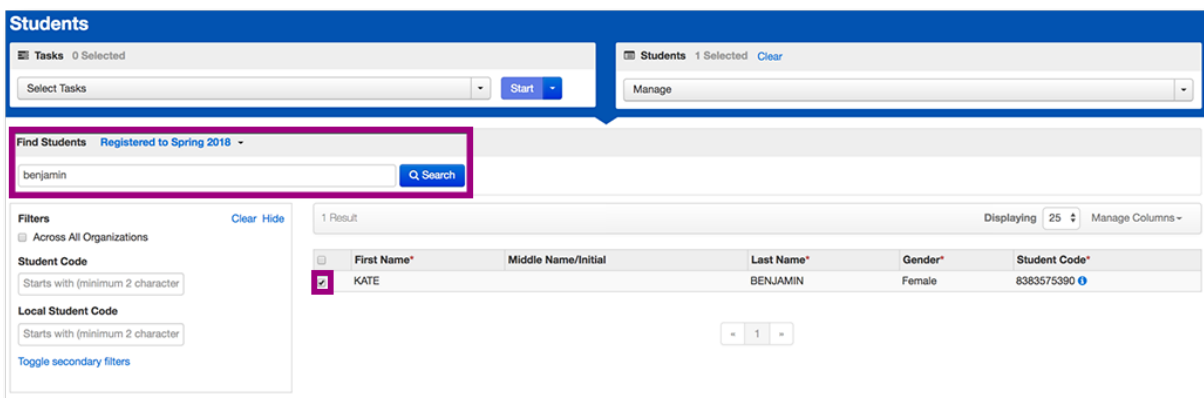 Students
Tasks 0 Selected
Select Tasks
Start
Students 1 Selected Clear
Manage
Find Students Registered to Spring 2018
benjamin
Search
Filters Clear Hide
Across All Organizations
Student Code
Starts with (minimum 2 character
Local Student Code
Starts with (minimum 2 character
Toggle secondary filters
1 Result Displaying 25 Manage Columns
First Name* Middle Name/Initial Last Name* Gender* Student Code*
KATE BENJAMIN Female 8383575390
« 1 »